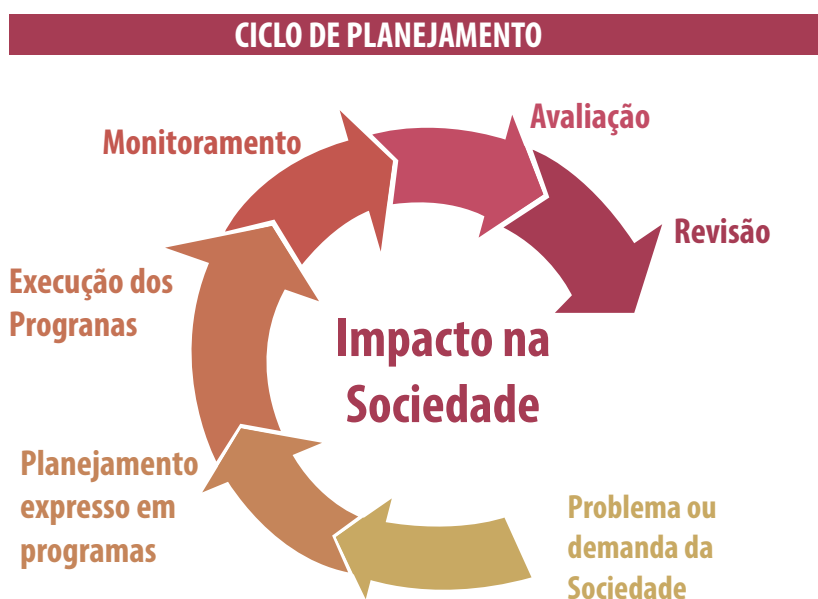 CICLO DE PLANEJAMENTO
Avaliação
Monitoramento
Revisão
Execução dos
Progranas
Impacto na
Sociedade
Planejamento
expresso em
programas
Problema ou
demanda da
Sociedade